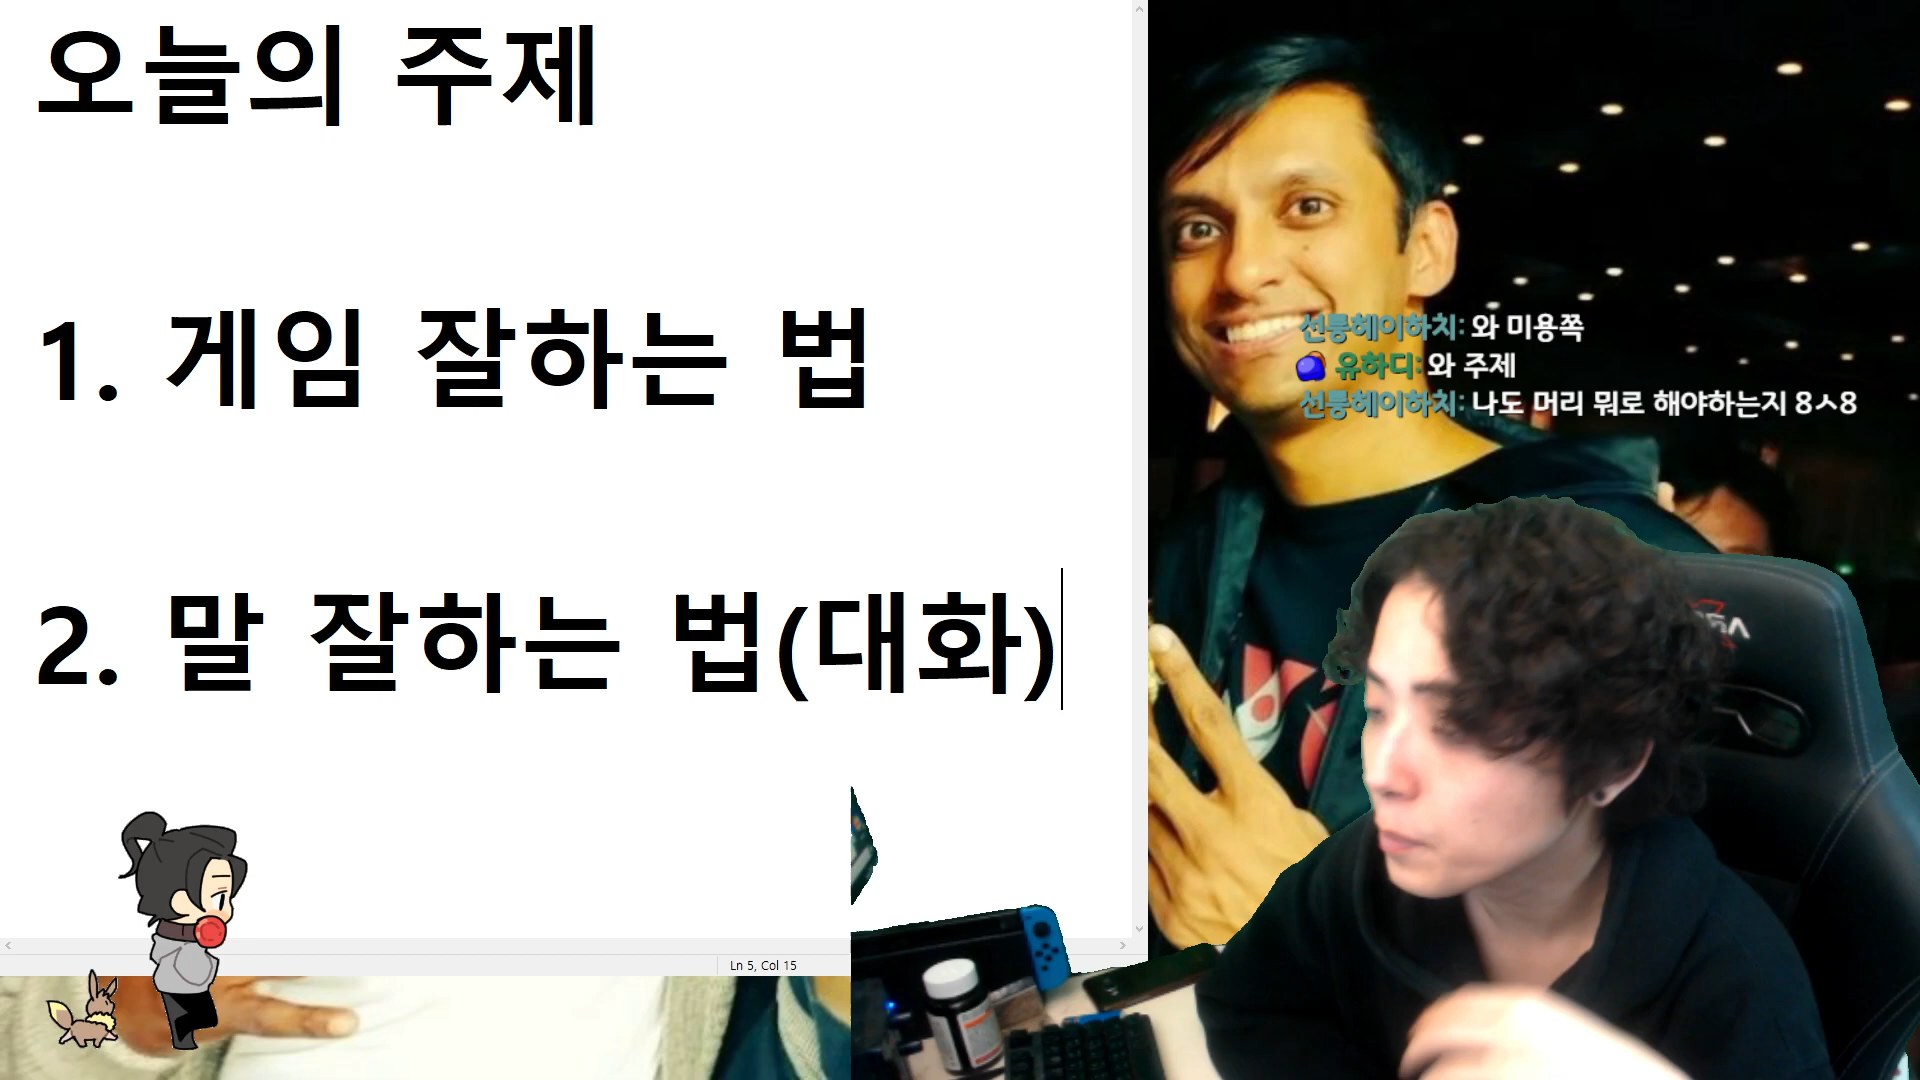 오늘의 주제
1. 게임 잘하는 법
2. 말 잘하는 법(대화)
Ln 5, Col 15
선릉헤이하치: 와 미용쪽
유하디: 와 주제
선릉헤이하치: 나도 머리 뭐로 해야하는지 8ㅅ8